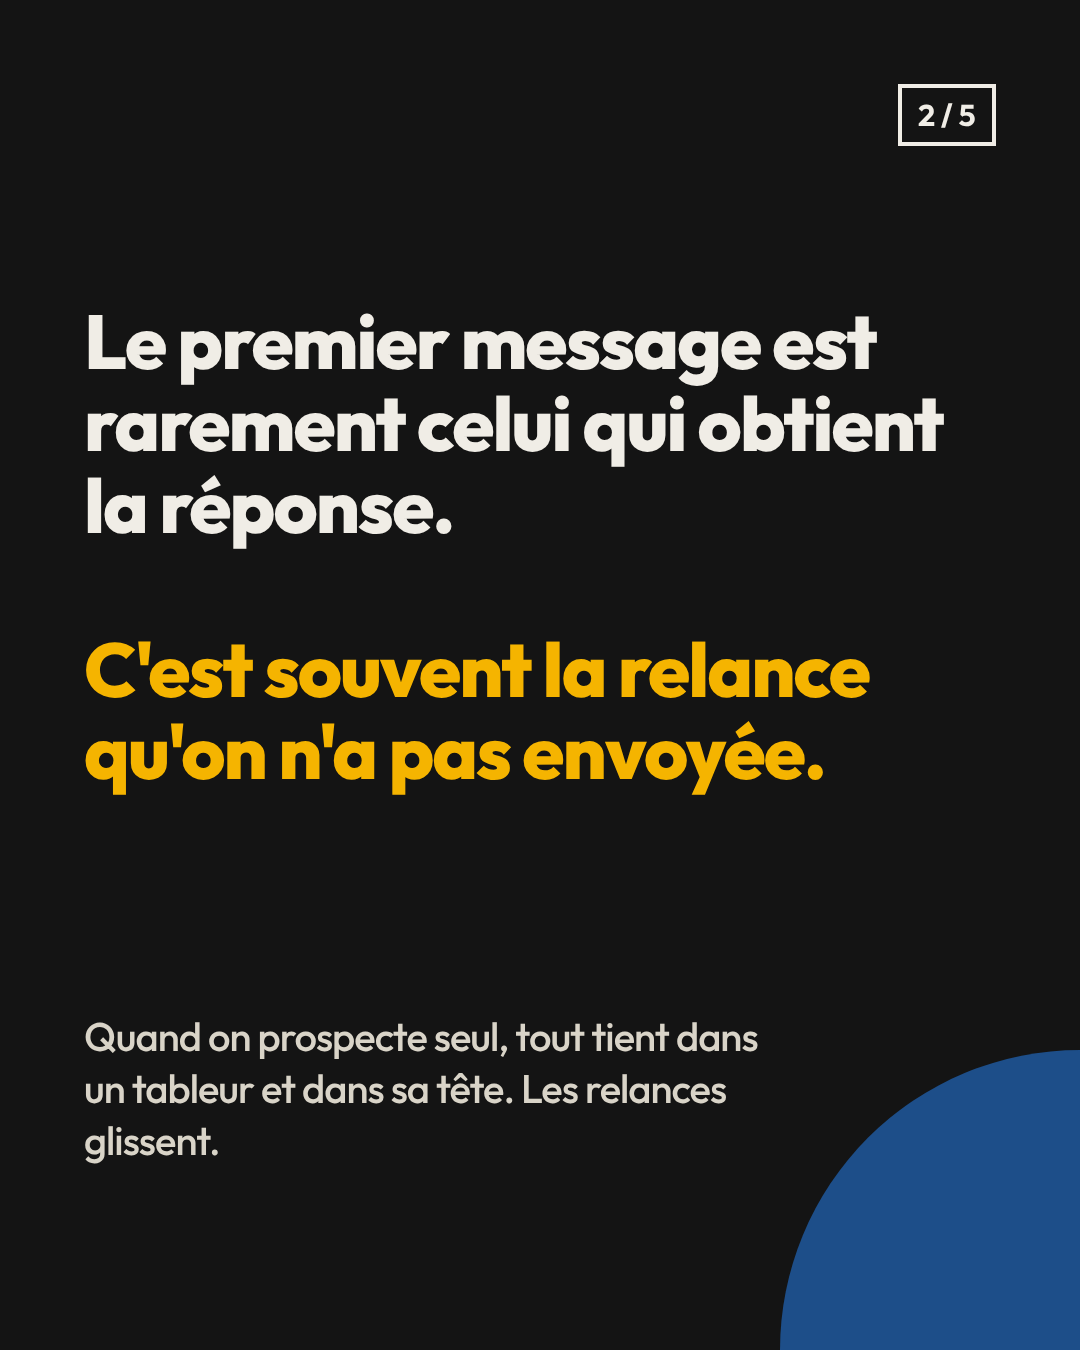 2 / 5
Le premier message est
rarement celui qui obtient
la réponse.
C'est souvent la relance
qu'on n'a pas envoyée.
Quand on prospecte seul, tout tient dans
un tableur et dans sa tête. Les relances
glissent.